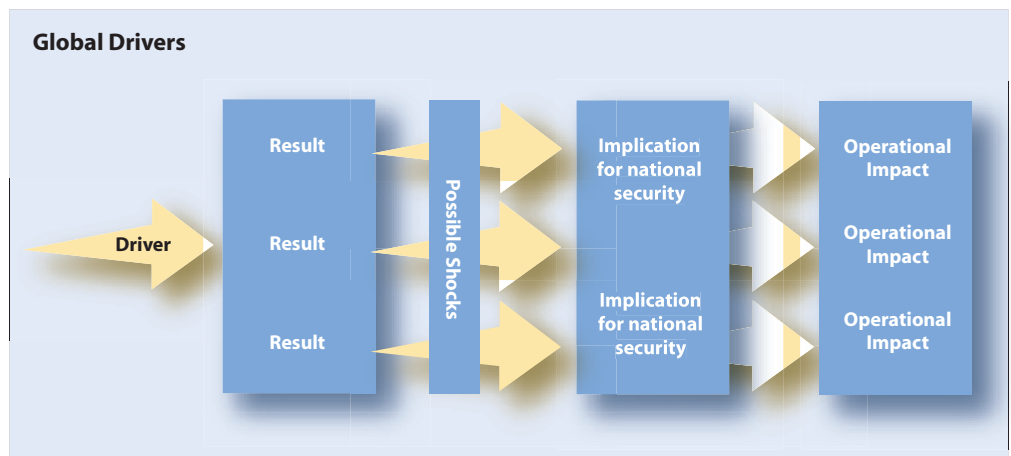 Global Drivers
Driver
Result
Result
Result
Possible Shocks
Implication
for national
security
Implication
for national
security
Operational
Impact
Operational
Impact
Operational
Impact